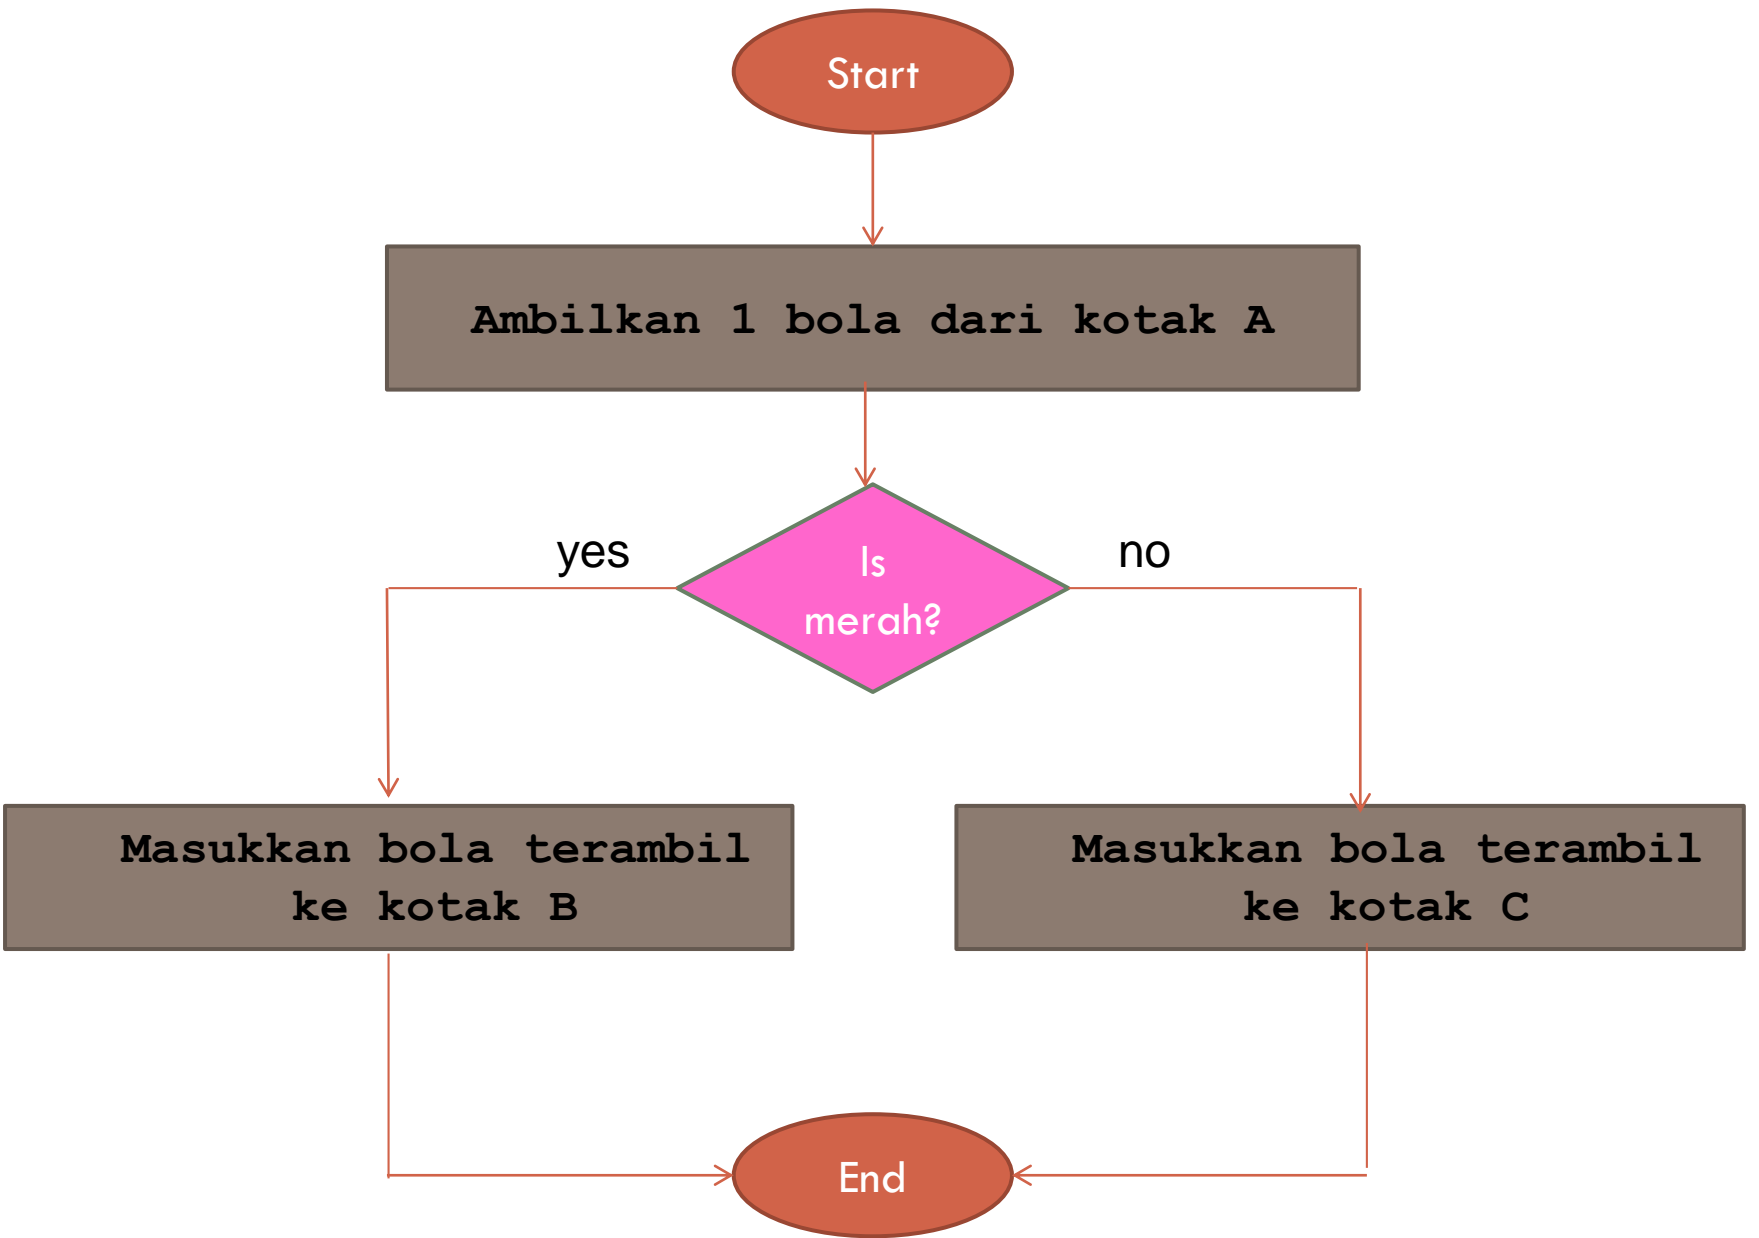 Start
Ambilkan 1 bola dari kotak A
yes
Is
merah?
no
Masukkan bola terambil
ke kotak B
Masukkan bola terambil
ke kotak C
End